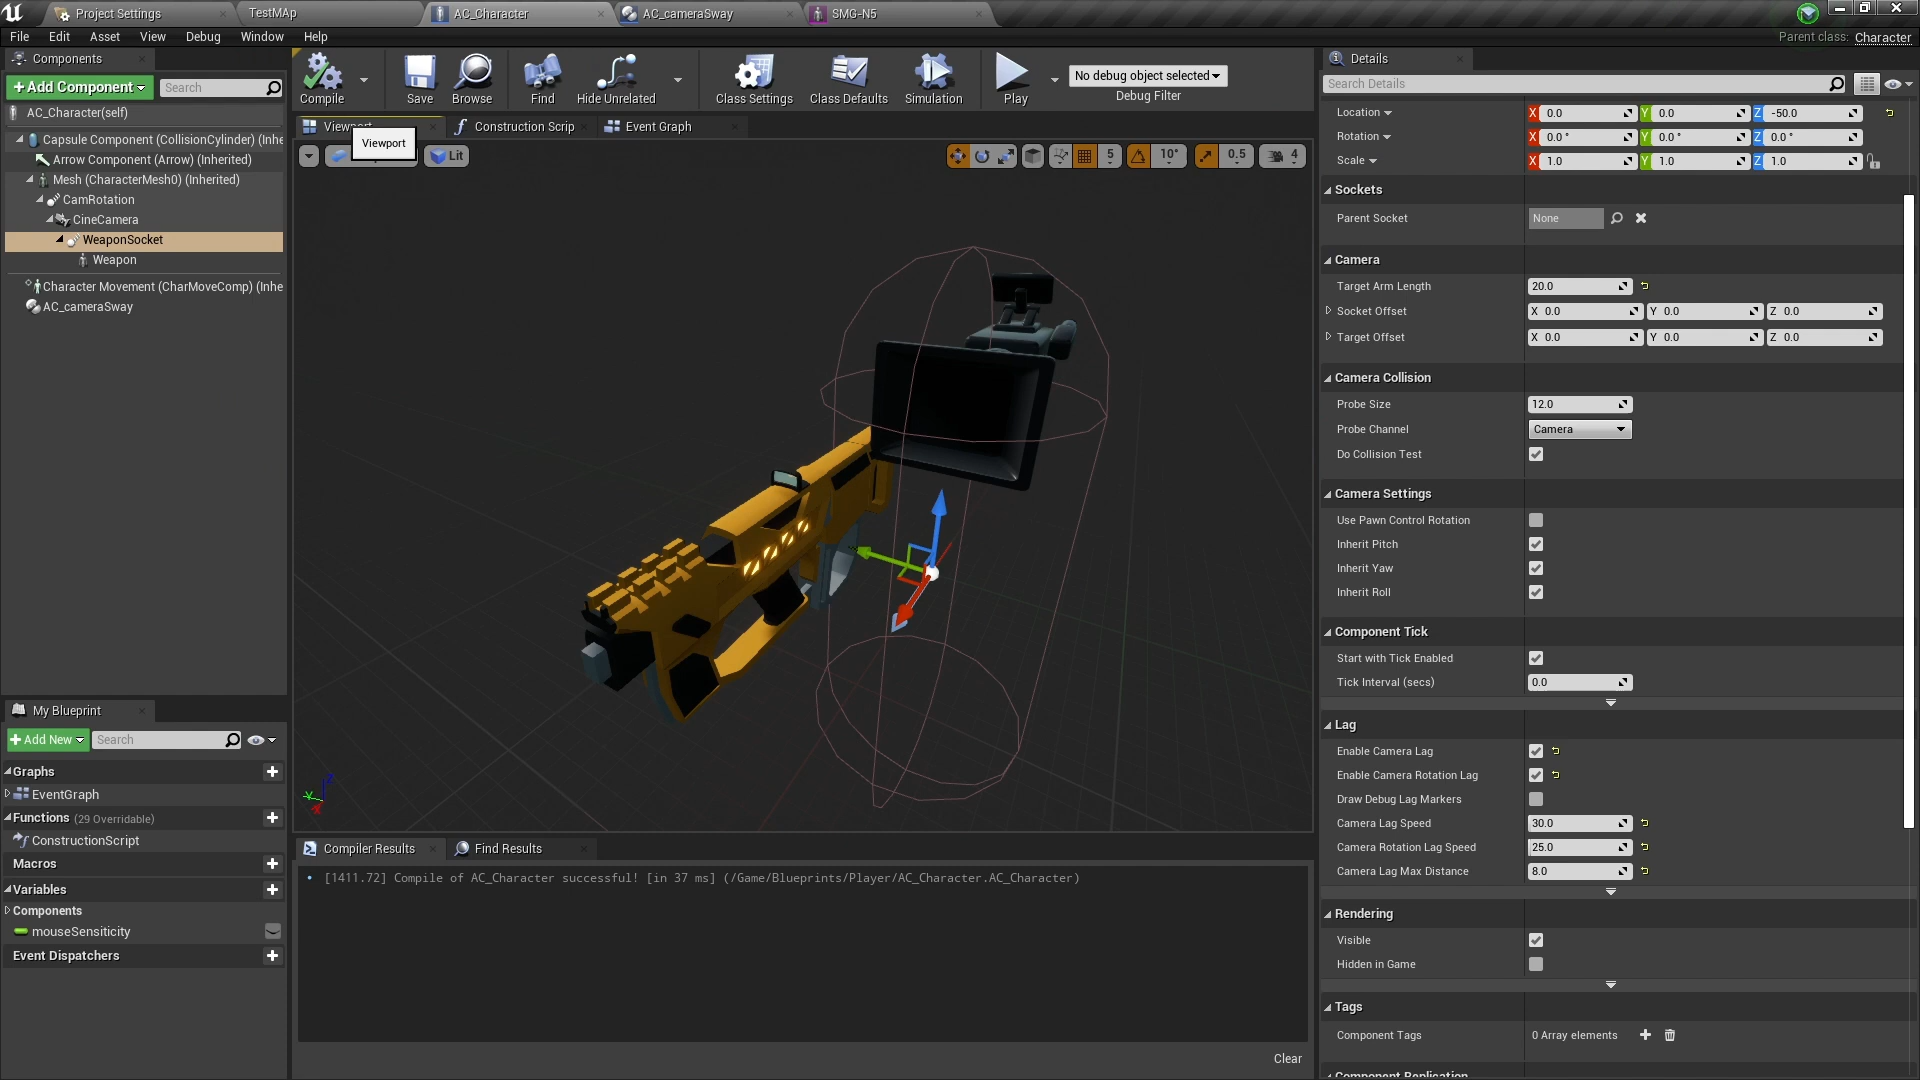 Project Settings
TestMAp
AC_Character
AC_cameraSway
SMG-N5
File Edit Asset View Debug Window Help
Parent class: Character
Components
+Add Component
Search
AC_Character(self)
Capsule Component (CollisionCylinder) (Inhe
Arrow Component (Arrow) (Inherited)
Mesh (CharacterMesh0) (Inherited)
CamRotation
CineCamera
WeaponSocket
Weapon
Character Movement (CharMoveComp) (Inhe
AC_cameraSway
My Blueprint
+Add New
Search
Graphs
EventGraph
Functions (29 Overridable)
ConstructionScript
Macros
Variables
Components
mouseSensiticity
Event Dispatchers
Compile
Save
Browse
Find
Hide Unrelated
Class Settings
Class Defaults
Simulation
Play
No debug object selected
Debug Filter
Viewport
Construction Scrip
Event Graph
Viewport
Lit
5
10°
0.5
4
Compiler Results
Find Results
[1411.72] Compile of AC_Character successful! [in 37 ms] (/Game/Blueprints/Player/AC_Character.AC_Character)
Clear
Details
Search Details
Location X 0.0 Y 0.0 Z -50.0
Rotation X 0.0 ° Y 0.0 ° Z 0.0 °
Scale X 1.0 Y 1.0 Z 1.0
Sockets
Parent Socket None
Camera
Target Arm Length 20.0
Socket Offset X 0.0 Y 0.0 Z 0.0
Target Offset X 0.0 Y 0.0 Z 0.0
Camera Collision
Probe Size 12.0
Probe Channel Camera
Do Collision Test
Camera Settings
Use Pawn Control Rotation
Inherit Pitch
Inherit Yaw
Inherit Roll
Component Tick
Start with Tick Enabled
Tick Interval (secs) 0.0
Lag
Enable Camera Lag
Enable Camera Rotation Lag
Draw Debug Lag Markers
Camera Lag Speed 30.0
Camera Rotation Lag Speed 25.0
Camera Lag Max Distance 8.0
Rendering
Visible
Hidden in Game
Tags
Component Tags 0 Array elements
Component Replication